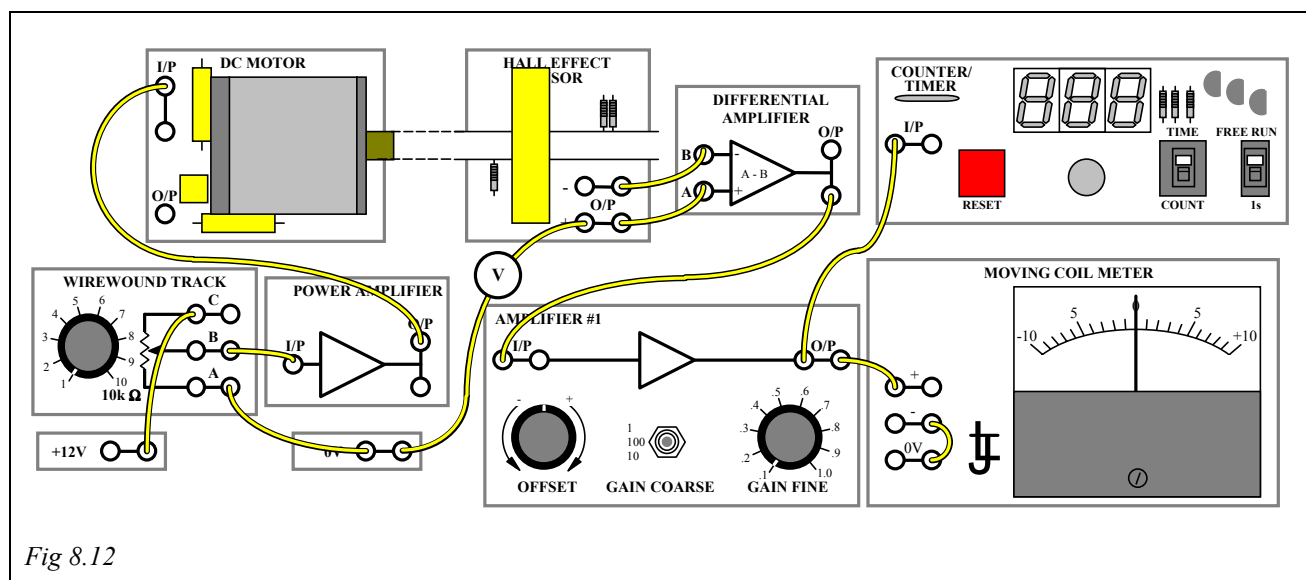 DC MOTOR
I/P
O/P
HALL EFFECT
SOR
-
+
O/P
DIFFERENTIAL
AMPLIFIER
O/P
B
-
A - B
A
+
COUNTER/
TIMER
I/P
RESET
TIME
COUNT
FREE RUN
1s
WIREWOUND TRACK
1
2
3
4
5
6
7
8
9
10
10k Ω
C
B
A
+12V
POWER AMPLIFIER
I/P
O/P
0V
V
AMPLIFIER #1
I/P
O/P
- +
OFFSET
1
100
10
GAIN COARSE
.1
.2
.3
.4
.5
.6
.7
.8
.9
1.0
GAIN FINE
MOVING COIL METER
+
-
0V
-10 5 0 5 +10
Fig 8.12